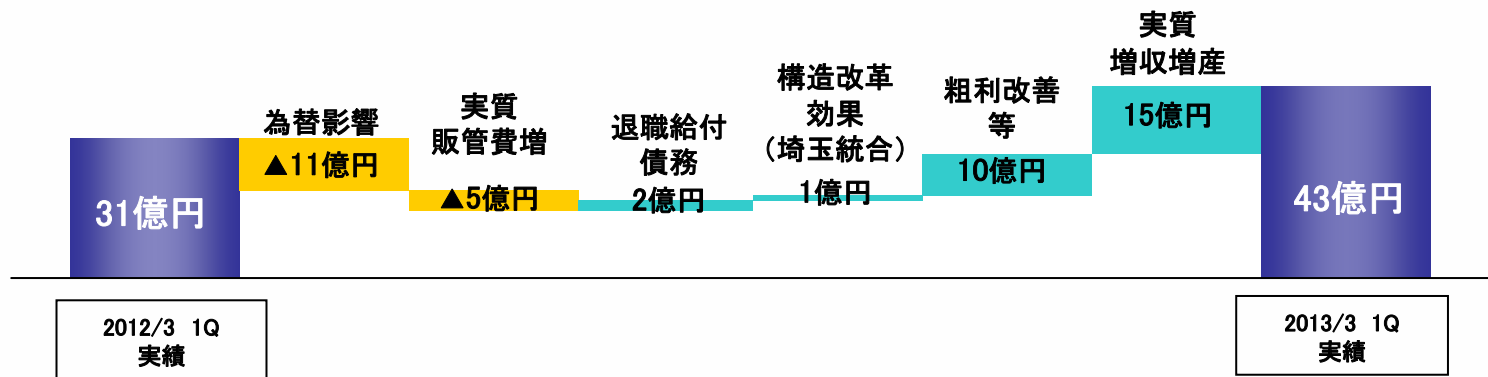 31億円
2012/3 1Q
実績
為替影響
▲11億円
実質
販管費増
▲5億円
退職給付
債務
2億円
構造改革
効果
（埼玉統合）
1億円
粗利改善
等
10億円
実質
増収増産
15億円
43億円
2013/3 1Q
実績